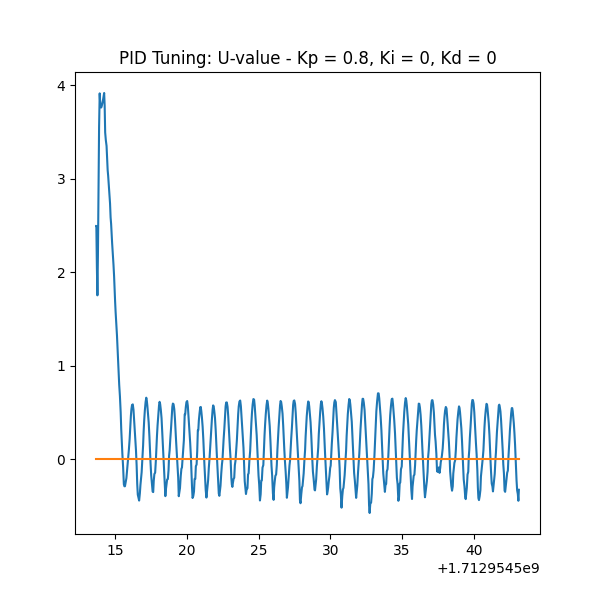 PID Tuning: U-value - Kp = 0.8, Ki = 0, Kd = 0
4
3
2
1
0
15 20 25 30 35 40
+1.7129545e9